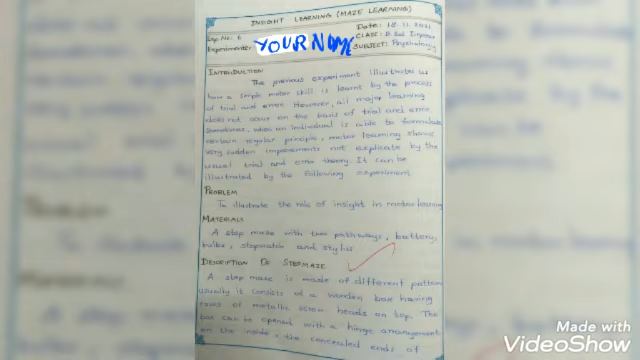 INSIGHT LEARNING (MAZE LEARNING)
Exp. No: 6
Date: 18.11.2021
Experimenter:
YOUR NAME
CLASS: B.Ed
SUBJECT: Psychology
INTRODUCTION
The previous experiment illustrates us
how a simple motor skill is learnt by the process
of trial and error. However, all major learning
does not occur on the basis of trial and error.
Sometimes, when an individual is able to formulate
certain regular principle, motor learning shows
very sudden improvements not explicable by the
usual trial and error theory. It can be
illustrated by the following experiment.
PROBLEM
To illustrate the role of insight in motor learning
MATERIALS
A step maze with two pathways, battery,
bulbs, stopwatch and stylus
DESCRIPTION OF STEPMAZE
A step maze is made of different pattern
usually it consists of a wooden box having
rows of metallic screw heads on top. The
box can be opened with a hinge arrangement
on the inside, the concealed ends of
Made with
VideoShow